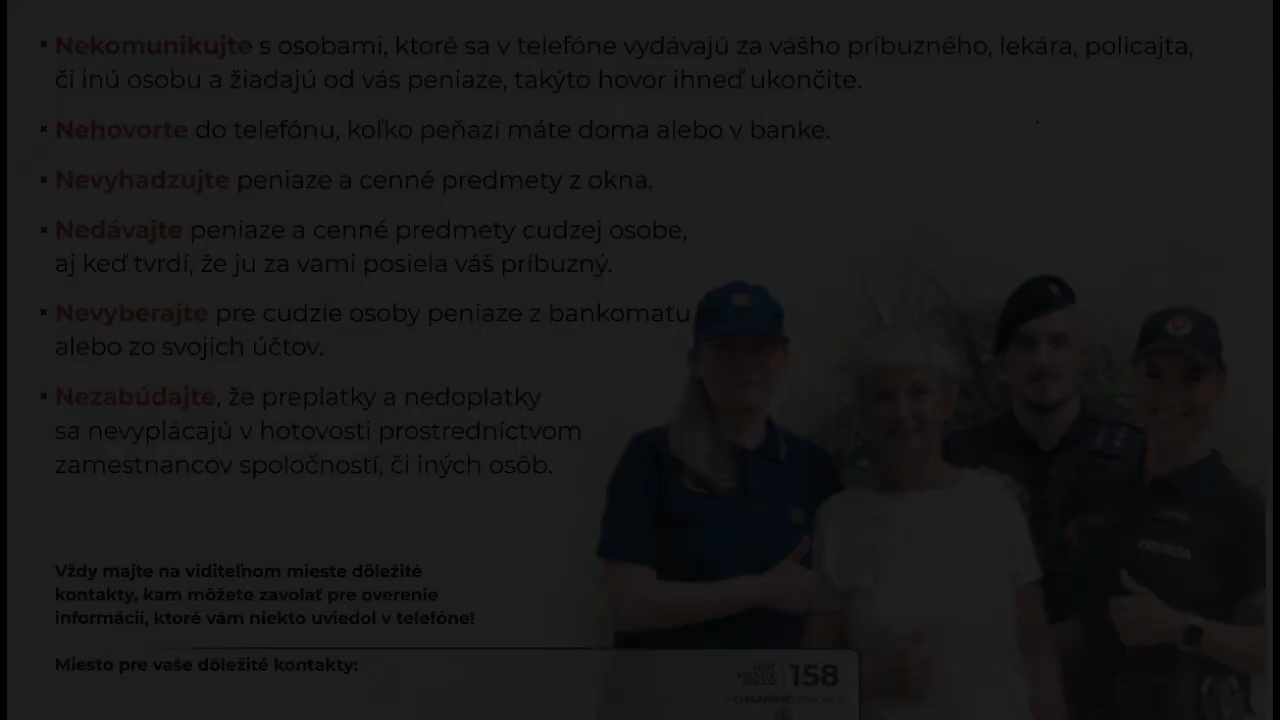 Nekomunikujte s osobami, ktoré sa v telefóne vydávajú za vášho príbuzného, lekára, policajta,
či inú osobu a žiadajú od vás peniaze, takýto hovor ihneď ukončite.
Nehovorte do telefónu, koľko peňazí máte doma alebo v banke.
Nevyhadzujte peniaze a cenné predmety z okna.
Nedávajte peniaze a cenné predmety cudzej osobe,
aj keď tvrdí, že ju za vami posiela váš príbuzný.
Nevyberajte pre cudzie osoby peniaze z bankomatu
alebo zo svojich účtov.
Nezabúdajte, že preplatky a nedoplatky
sa nevyplácajú v hotovosti prostredníctvom
zamestnancov spoločností, či iných osôb.
Vždy majte na viditeľnom mieste dôležité
kontakty, kam môžete zavolať pre overenie
informácií, ktoré vám niekto uviedol v telefóne!
Miesto pre vaše dôležité kontakty:
158